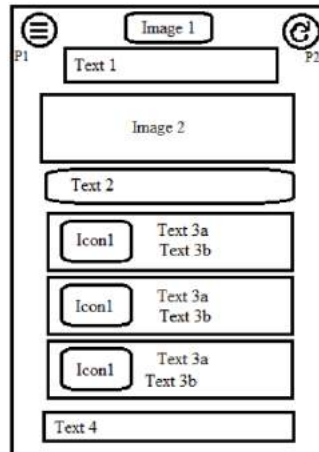 Image 1
P1
P2
Text 1
Image 2
Text 2
Icon1
Text 3a
Text 3b
Icon1
Text 3a
Text 3b
Icon1
Text 3a
Text 3b
Text 4